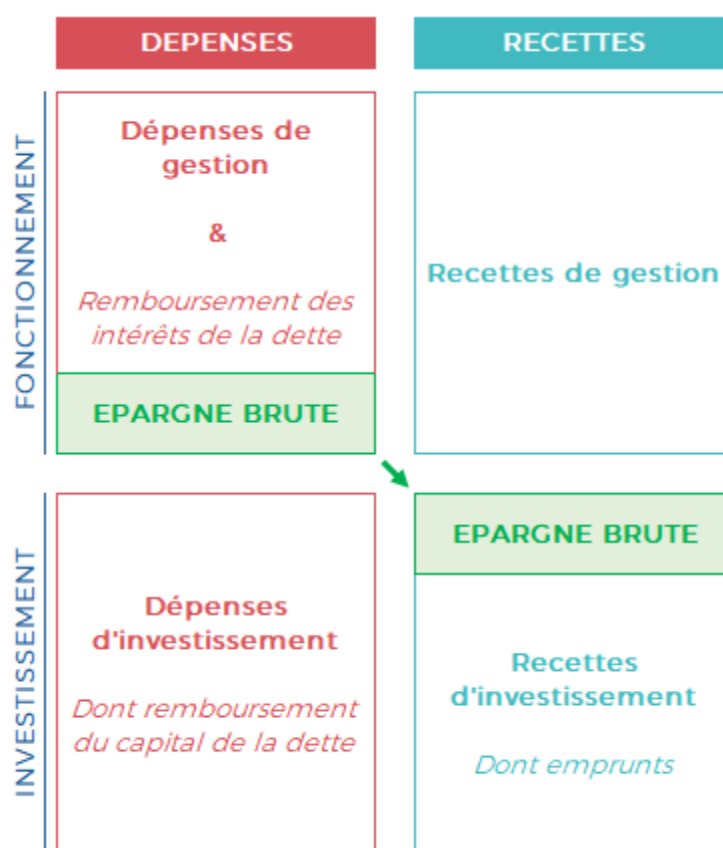 DEPENSES
RECETTES
FONCTIONNEMENT
Dépenses de
gestion
&
Remboursement des
intérêts de la dette
EPARGNE BRUTE
Recettes de gestion
INVESTISSEMENT
Dépenses
d'investissement
Dont remboursement
du capital de la dette
EPARGNE BRUTE
Recettes
d'investissement
Dont emprunts